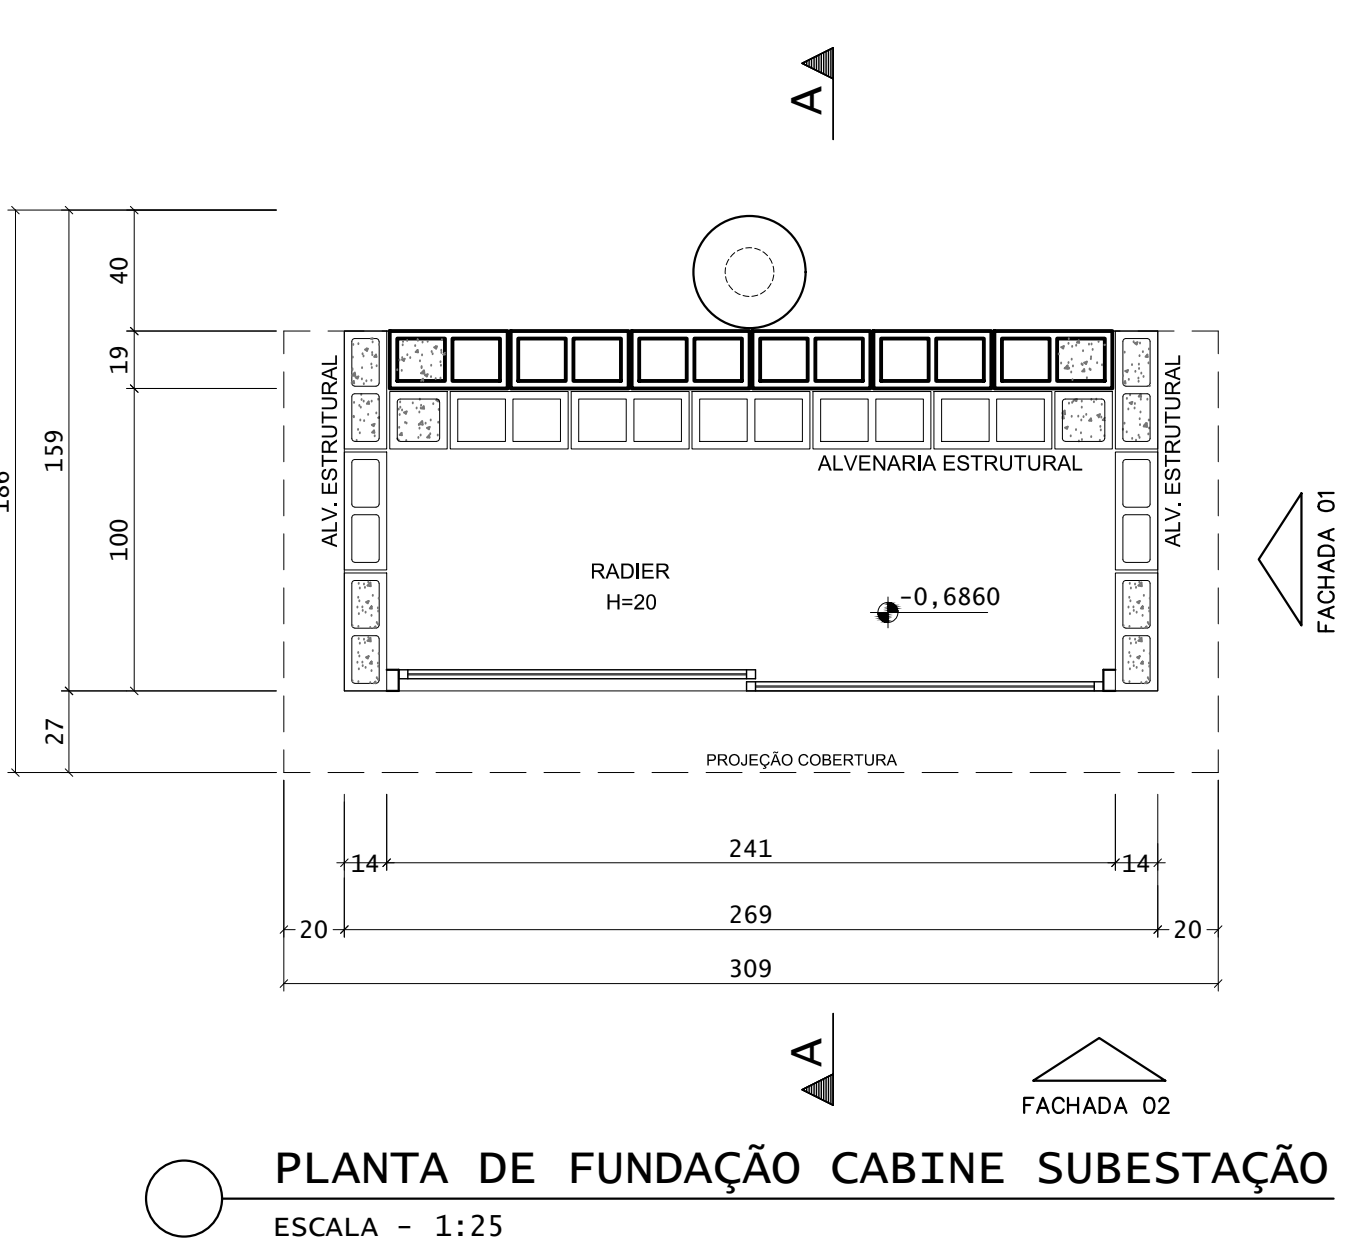 A
40
19
159
100
186
27
ALV. ESTRUTURAL
ALVENARIA ESTRUTURAL
ALV. ESTRUTURAL
RADIER
H=20
-0,6860
FACHADA 01
PROJEÇÃO COBERTURA
14
241
14
20
269
20
309
A
FACHADA 02
PLANTA DE FUNDAÇÃO CABINE SUBESTAÇÃO
ESCALA - 1:25